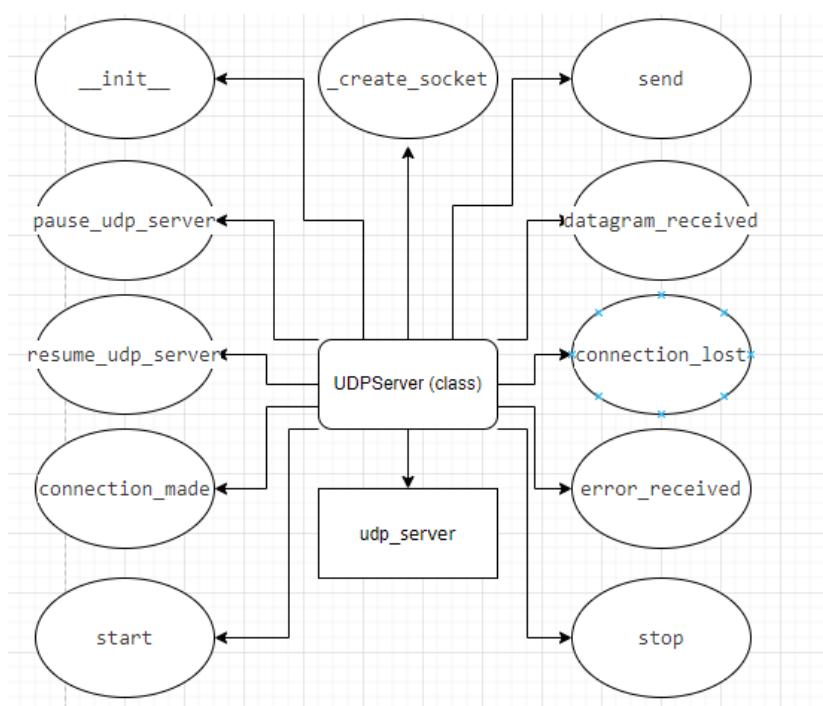 __init__
_create_socket
send
pause_udp_server
datagram_received
resume_udp_server
UDPServer (class)
connection_lost
connection_made
udp_server
error_received
start
stop